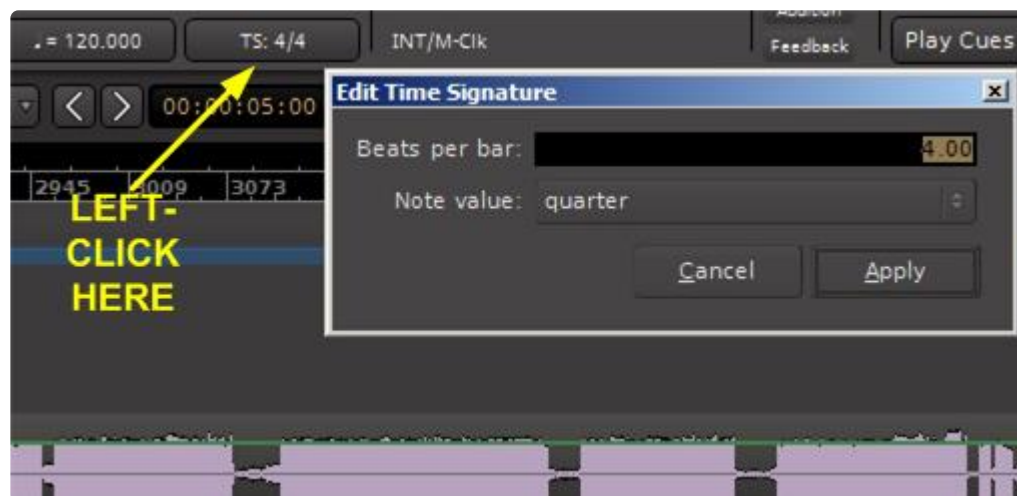 = 120.000
TS: 4/4
INT/M-Clk
Feedback
Play Cues
00:00:05:00
2945 3009 3073
LEFT-
CLICK
HERE
Edit Time Signature
Beats per bar: 4.00
Note value: quarter
Cancel
Apply